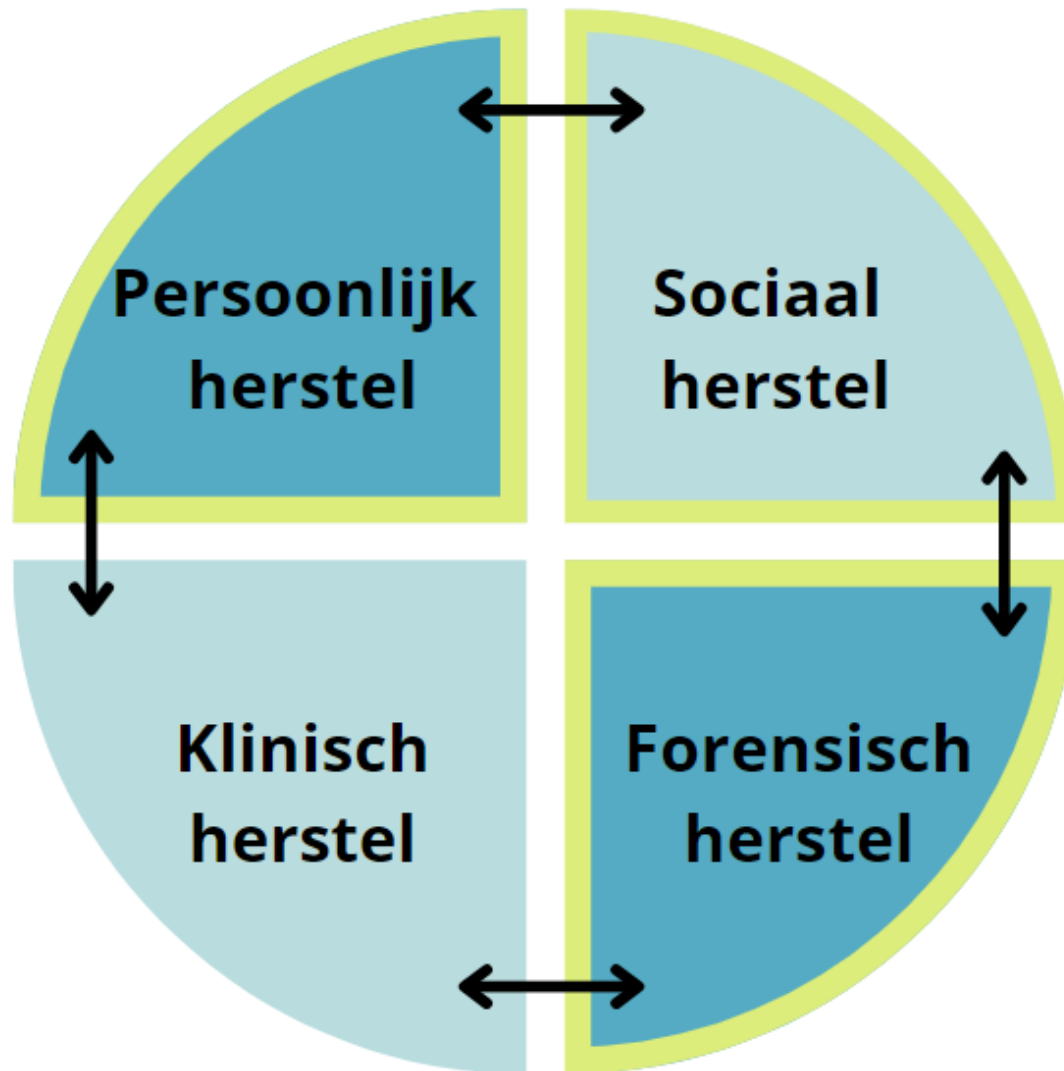 Persoonlijk
herstel
Sociaal
herstel
Klinisch
herstel
Forensisch
herstel